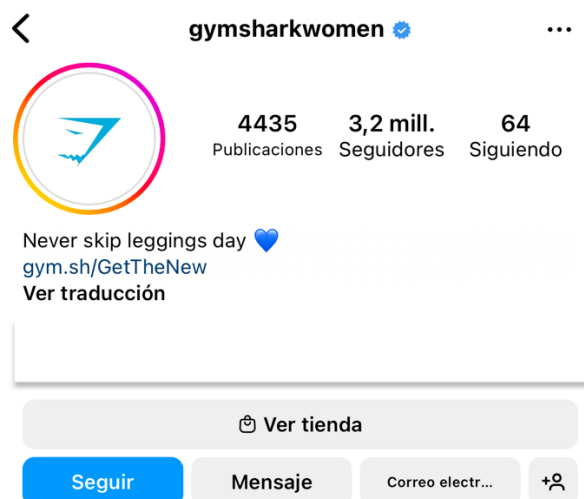 gymsharkwomen
4435 3,2 mill. 64
Publicaciones Seguidores Siguiendo
Never skip leggings day 💙
gym.sh/GetTheNew
Ver traducción
Ver tienda
Seguir Mensaje Correo electr...